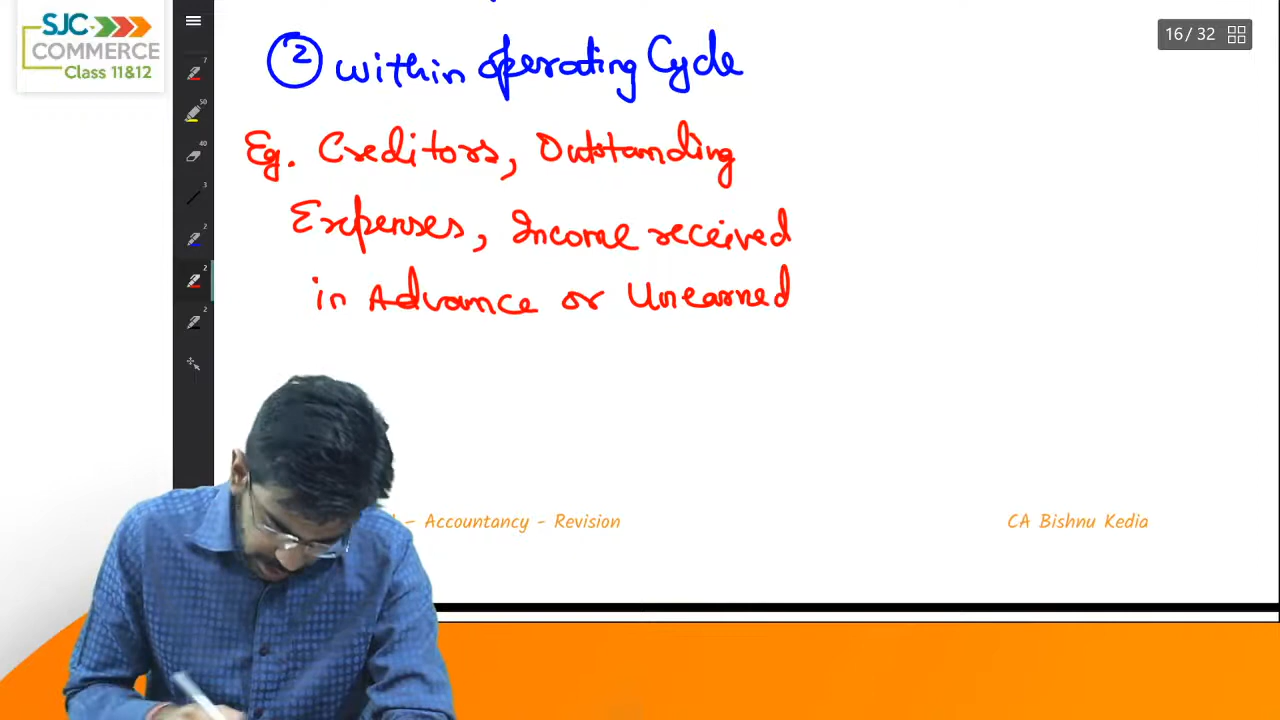 SJC
COMMERCE
Class 11&12
16 / 32
② within operating Cycle
Eg. Creditors, Outstanding
Expenses, Income received
in Advance or Unearned
– Accountancy - Revision
CA Bishnu Kedia